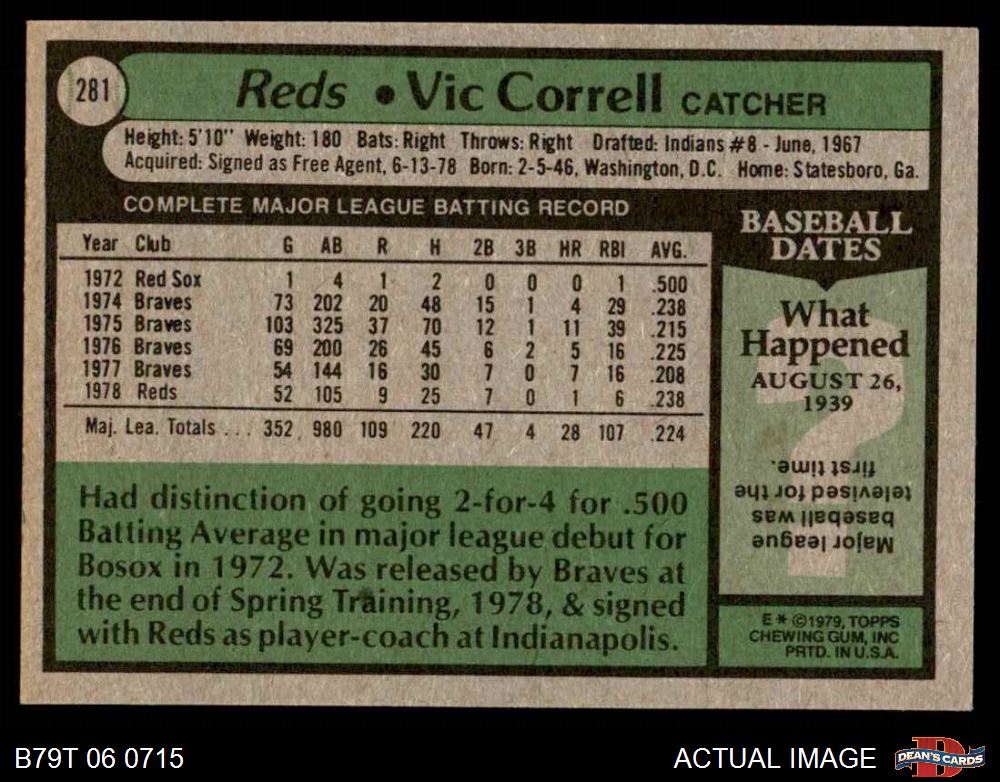 281
Reds • Vic Correll CATCHER
Height: 5'10" Weight: 180 Bats: Right Throws: Right Drafted: Indians #8 - June, 1967
Acquired: Signed as Free Agent, 6-13-78 Born: 2-5-46, Washington, D.C. Home: Statesboro, Ga.
COMPLETE MAJOR LEAGUE BATTING RECORD
Year Club G AB R H 2B 3B HR RBI AVG.
1972 Red Sox 1 4 1 2 0 0 0 1 .500
1974 Braves 73 202 20 48 15 1 4 29 .238
1975 Braves 103 325 37 70 12 1 11 39 .215
1976 Braves 69 200 26 45 6 2 5 16 .225
1977 Braves 54 144 16 30 7 0 7 16 .208
1978 Reds 52 105 9 25 7 0 1 6 .238
Maj. Lea. Totals ... 352 980 109 220 47 4 28 107 .224
Had distinction of going 2-for-4 for .500
Batting Average in major league debut for
Bosox in 1972. Was released by Braves at
the end of Spring Training, 1978, & signed
with Reds as player-coach at Indianapolis.
BASEBALL
DATES
What
Happened
AUGUST 26,
1939
?
Major league
baseball was
televised for the
first time.
E * ©1979, TOPPS
CHEWING GUM, INC
PRTD. IN U.S.A.
B79T 06 0715
ACTUAL IMAGE
D
DEAN'S CARDS